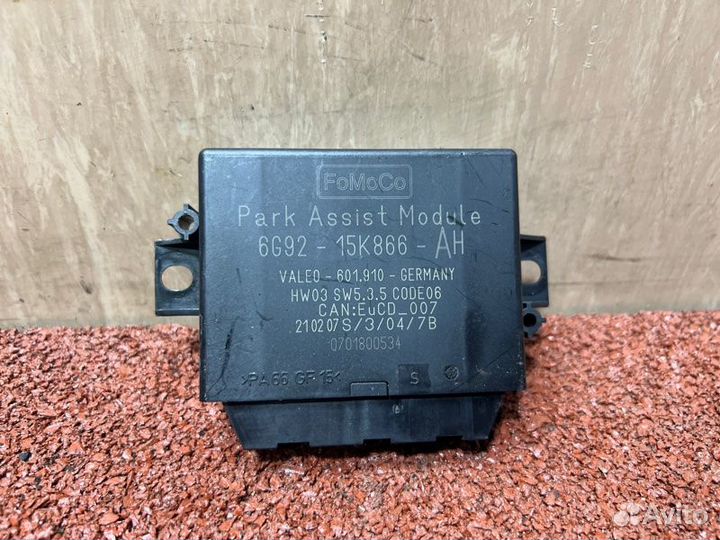 FoMoCo
Park Assist Module
6G92 - 15K866 - AH
VALEO - 601.910 - GERMANY
HW03 SW5.3.5 CODE06
CAN:EuCD_007
210207S/3/04/7B
0701800534
>PA66 GF15<
S
Avito